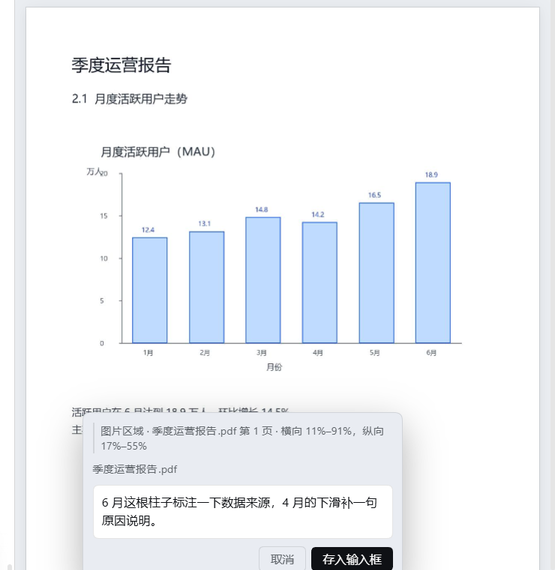 季度运营报告
2.1 月度活跃用户走势
月度活跃用户（MAU）
万人
20
15
10
5
0
12.4
13.1
14.8
14.2
16.5
18.9
1月
2月
3月
4月
5月
6月
月份
活跃用户在 6 月达到 18.9 万人，环比增长 14.5%
主
图片区域 · 季度运营报告.pdf 第 1 页 · 横向 11%–91%，纵向
17%–55%
季度运营报告.pdf
6 月这根柱子标注一下数据来源，4 月的下滑补一句
原因说明。
取消
存入输入框